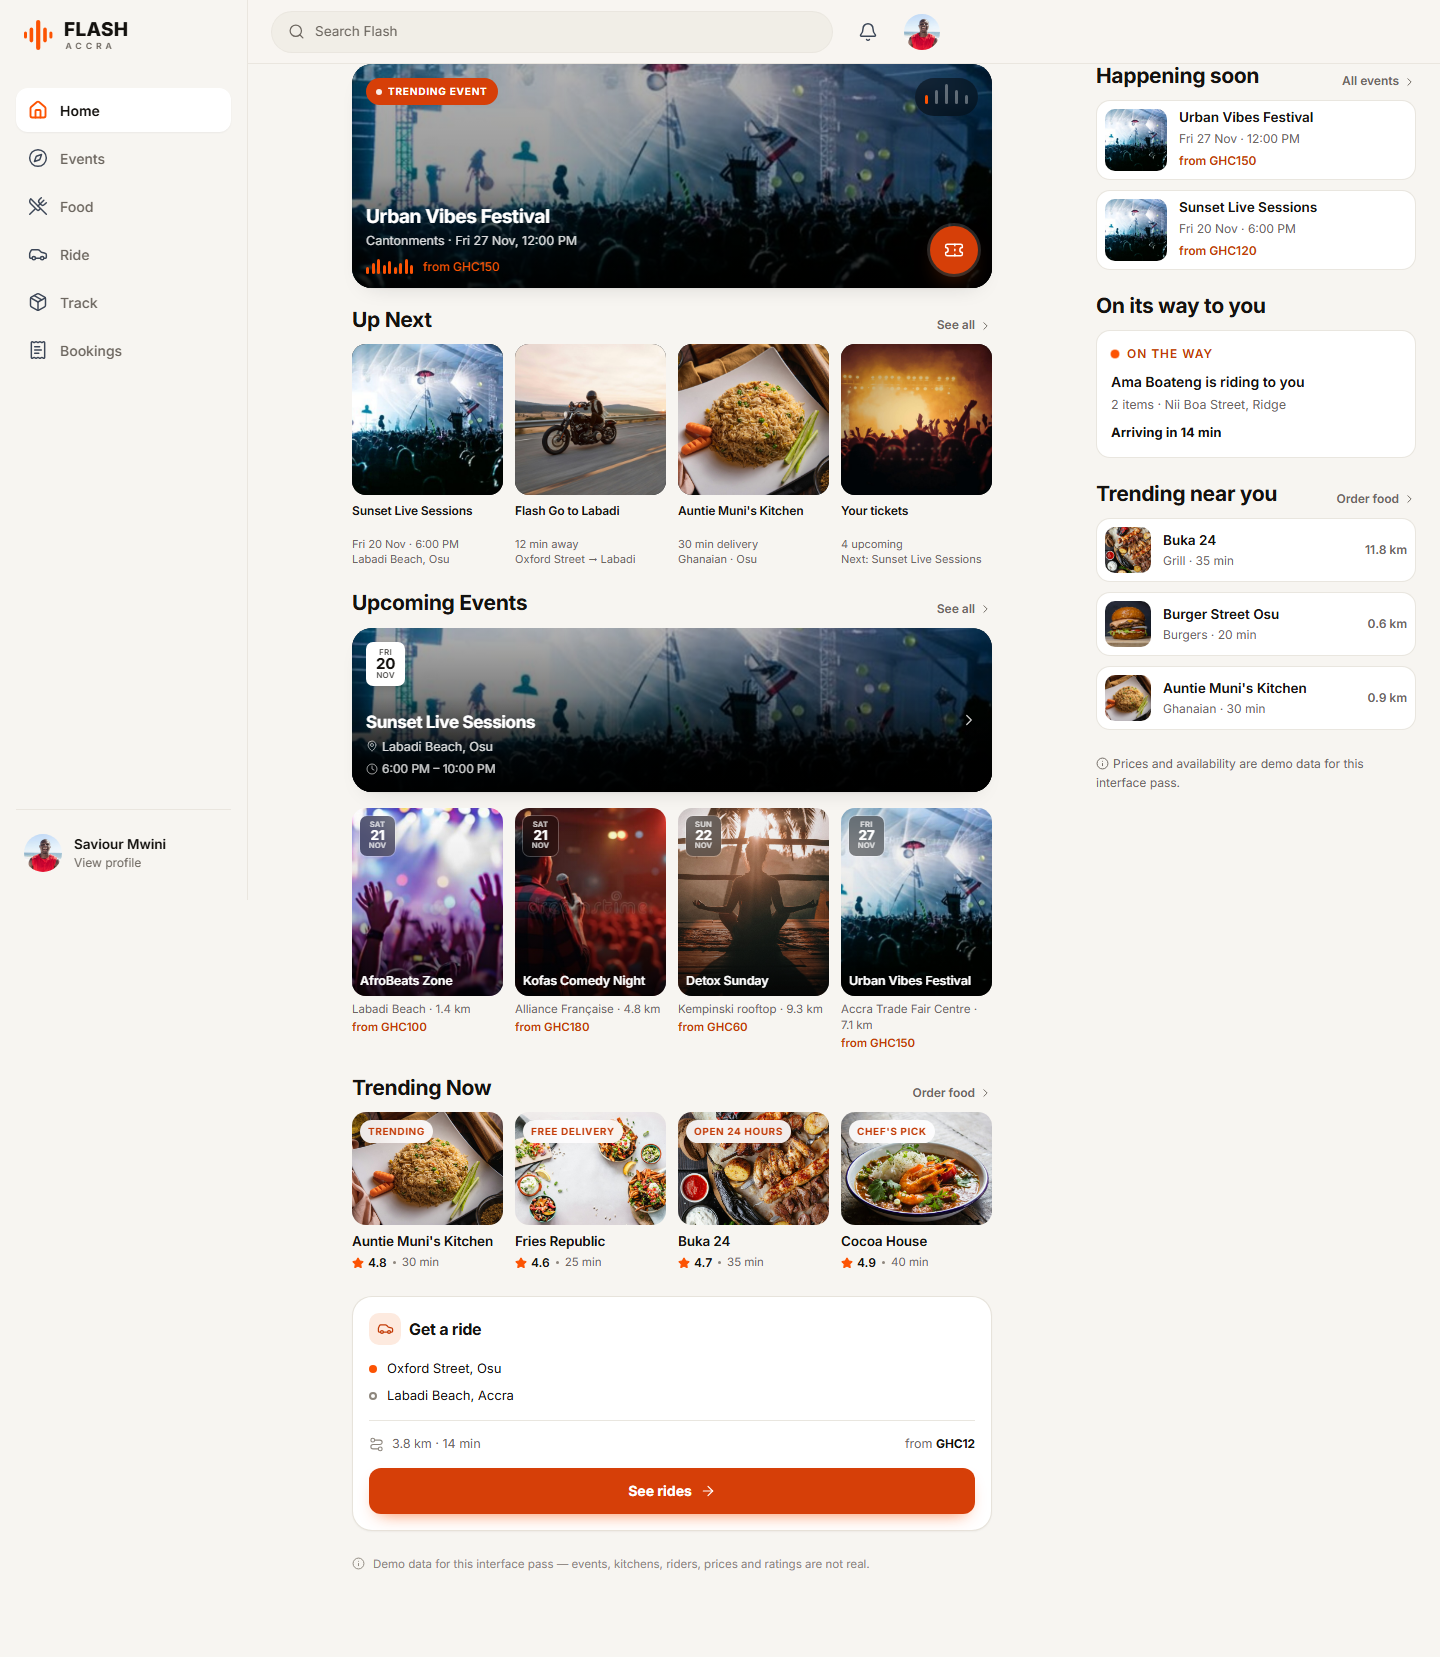 FLASH
ACCRA
Search Flash
Home
Events
Food
Ride
Track
Bookings
Saviour Mwini
View profile
TRENDING EVENT
Urban Vibes Festival
Cantonments · Fri 27 Nov, 12:00 PM
from GHC150
Up Next
See all
Sunset Live Sessions
Fri 20 Nov · 6:00 PM
Labadi Beach, Osu
Flash Go to Labadi
12 min away
Oxford Street → Labadi
Auntie Muni's Kitchen
30 min delivery
Ghanaian · Osu
Your tickets
4 upcoming
Next: Sunset Live Sessions
Upcoming Events
See all
FRI
20
NOV
Sunset Live Sessions
Labadi Beach, Osu
6:00 PM – 10:00 PM
SAT
21
NOV
AfroBeats Zone
Labadi Beach · 1.4 km
from GHC100
SAT
21
NOV
Kofas Comedy Night
Alliance Française · 4.8 km
from GHC180
SUN
22
NOV
Detox Sunday
Kempinski rooftop · 9.3 km
from GHC60
FRI
27
NOV
Urban Vibes Festival
Accra Trade Fair Centre ·
7.1 km
from GHC150
Trending Now
Order food
TRENDING
Auntie Muni's Kitchen
4.8 • 30 min
FREE DELIVERY
Fries Republic
4.6 • 25 min
OPEN 24 HOURS
Buka 24
4.7 • 35 min
CHEF'S PICK
Cocoa House
4.9 • 40 min
Get a ride
Oxford Street, Osu
Labadi Beach, Accra
3.8 km · 14 min
from GHC12
See rides
Demo data for this interface pass — events, kitchens, riders, prices and ratings are not real.
Happening soon
All events
Urban Vibes Festival
Fri 27 Nov · 12:00 PM
from GHC150
Sunset Live Sessions
Fri 20 Nov · 6:00 PM
from GHC120
On its way to you
ON THE WAY
Ama Boateng is riding to you
2 items · Nii Boa Street, Ridge
Arriving in 14 min
Trending near you
Order food
Buka 24
Grill · 35 min
11.8 km
Burger Street Osu
Burgers · 20 min
0.6 km
Auntie Muni's Kitchen
Ghanaian · 30 min
0.9 km
Prices and availability are demo data for this
interface pass.